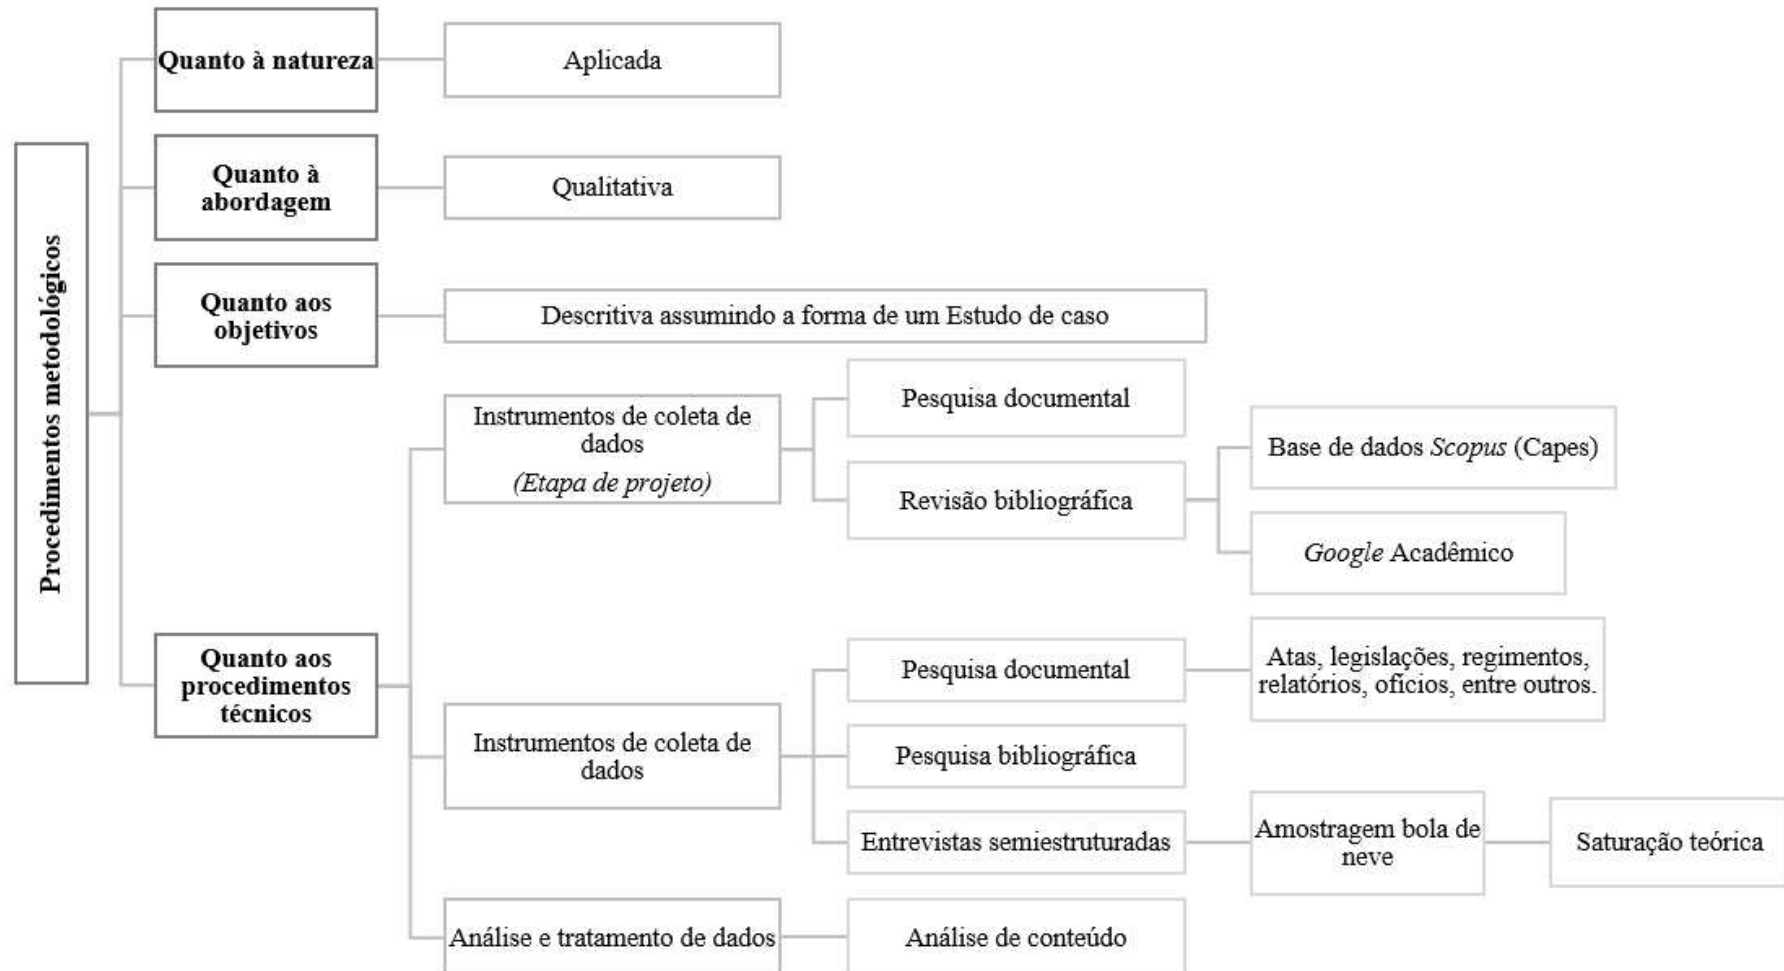 Procedimentos metodológicos
Quanto à natureza
Aplicada
Quanto à
abordagem
Qualitativa
Quanto aos
objetivos
Descritiva assumindo a forma de um Estudo de caso
Quanto aos
procedimentos
técnicos
Instrumentos de coleta de
dados
(Etapa de projeto)
Pesquisa documental
Revisão bibliográfica
Base de dados Scopus (Capes)
Google Acadêmico
Instrumentos de coleta de
dados
Pesquisa documental
Atas, legislações, regimentos,
relatórios, ofícios, entre outros.
Pesquisa bibliográfica
Entrevistas semiestruturadas
Amostragem bola de
neve
Saturação teórica
Análise e tratamento de dados
Análise de conteúdo